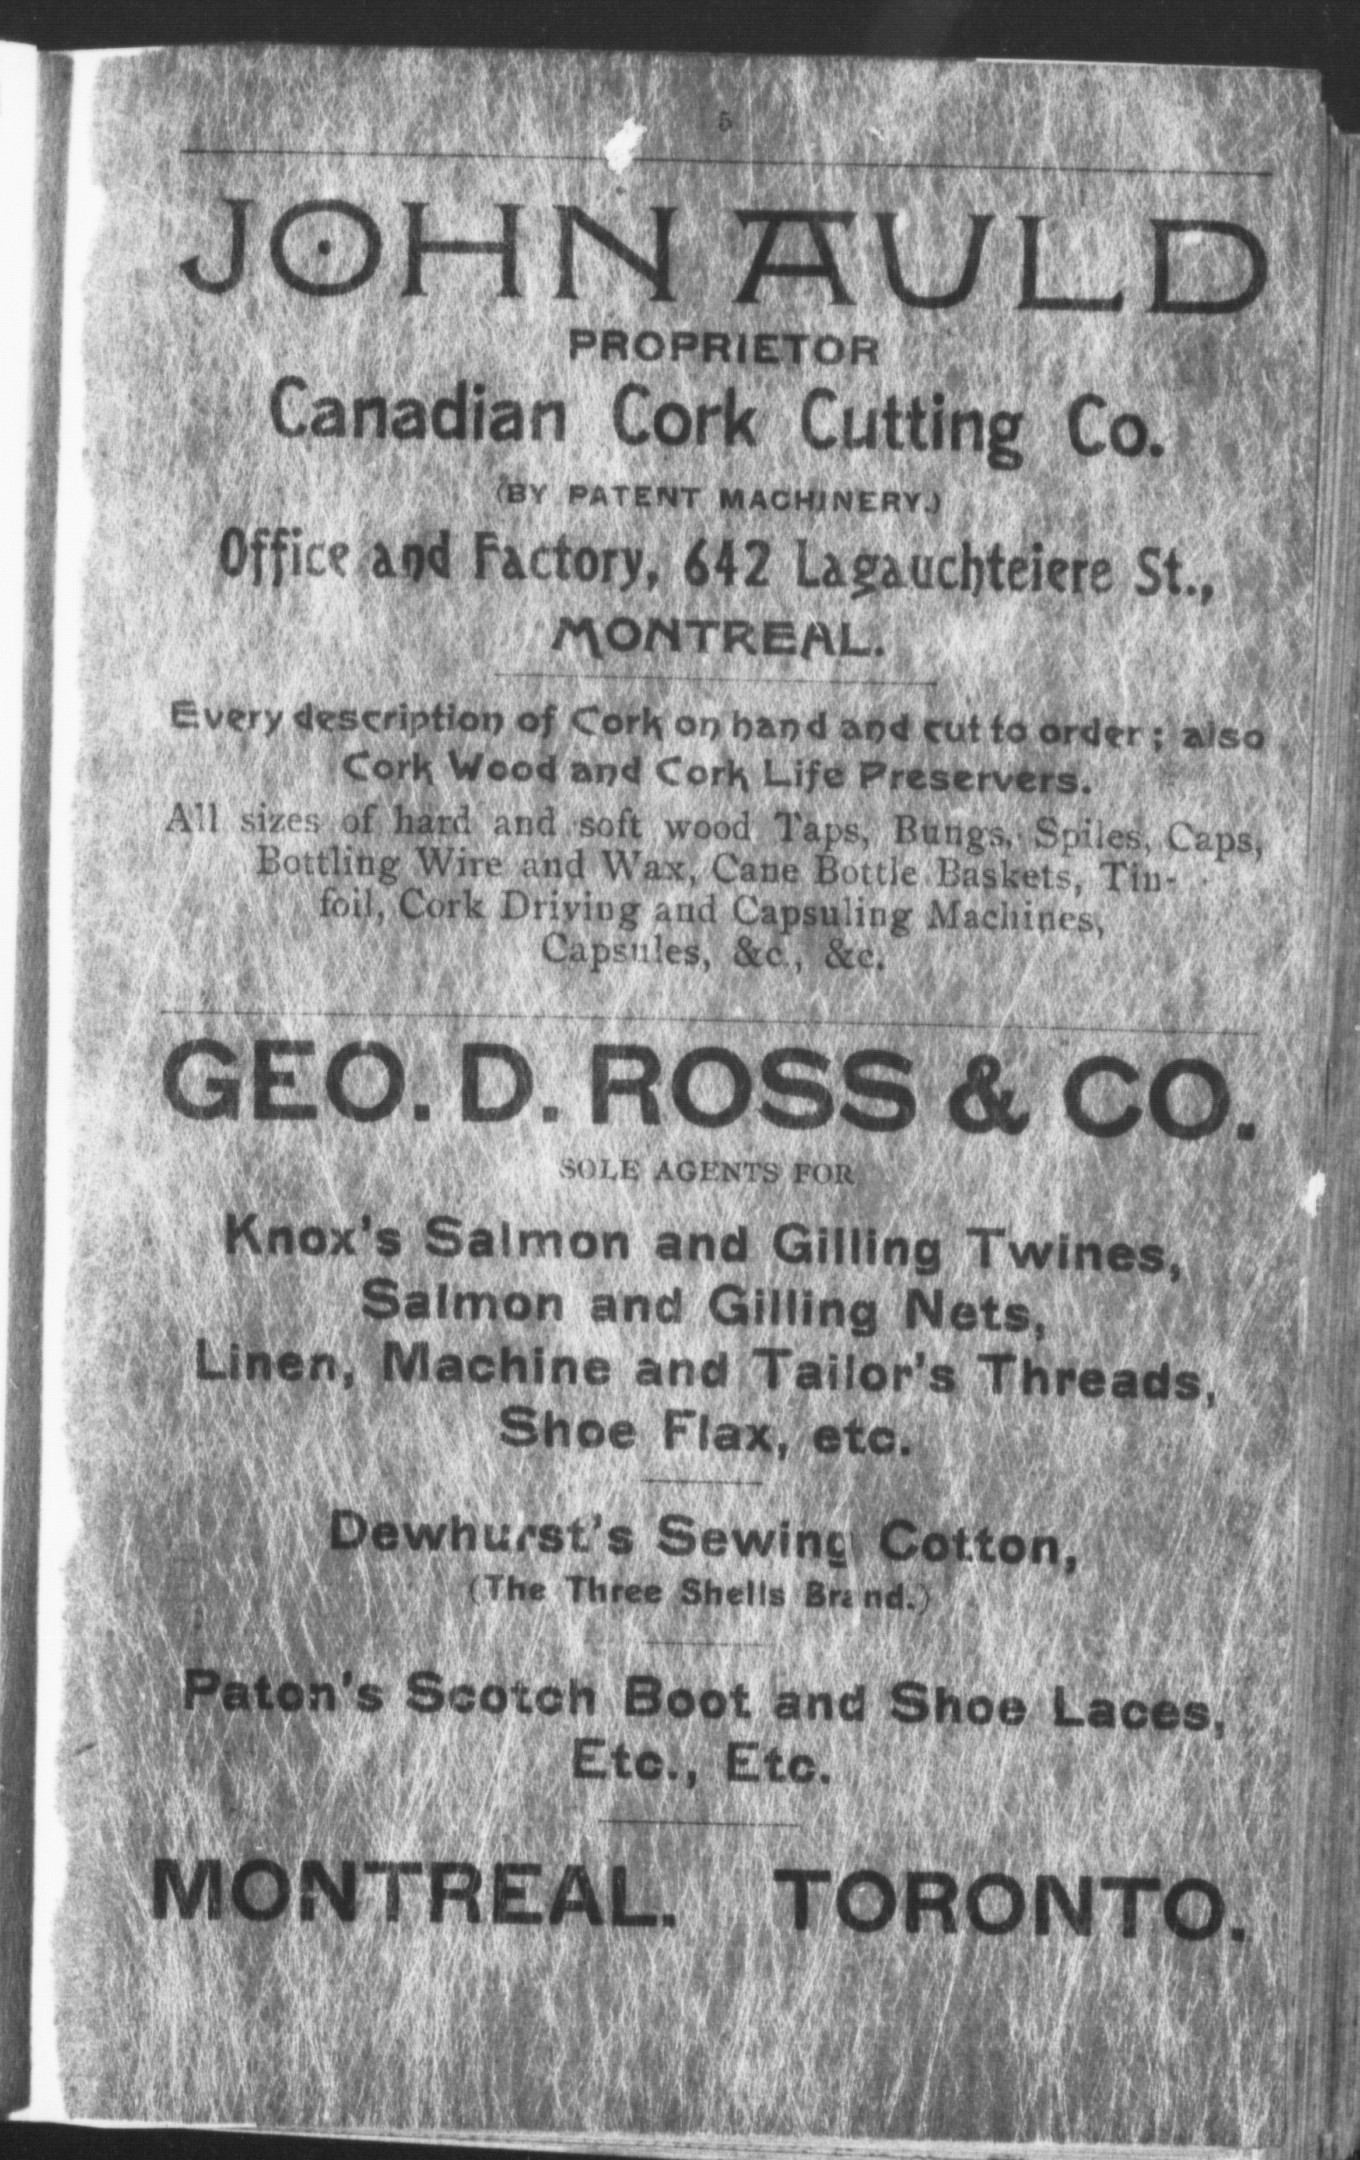 5
JOHN AULD
PROPRIETOR
Canadian Cork Cutting Co.
(BY PATENT MACHINERY.)
Office and Factory, 642 Lagauchteiere St.,
MONTREAL.
Every description of Cork on hand and cut to order; also
Cork Wood and Cork Life Preservers.
All sizes of hard and soft wood Taps, Bungs, Spiles, Caps,
Bottling Wire and Wax, Cane Bottle Baskets, Tin-
foil, Cork Driving and Capsuling Machines,
Capsules, &c., &c.
GEO. D. ROSS & CO.
SOLE AGENTS FOR
Knox's Salmon and Gilling Twines,
Salmon and Gilling Nets,
Linen, Machine and Tailor's Threads,
Shoe Flax, etc.
Dewhurst's Sewing Cotton,
(The Three Shells Brand.)
Paton's Scotch Boot and Shoe Laces,
Etc., Etc.
MONTREAL. TORONTO.